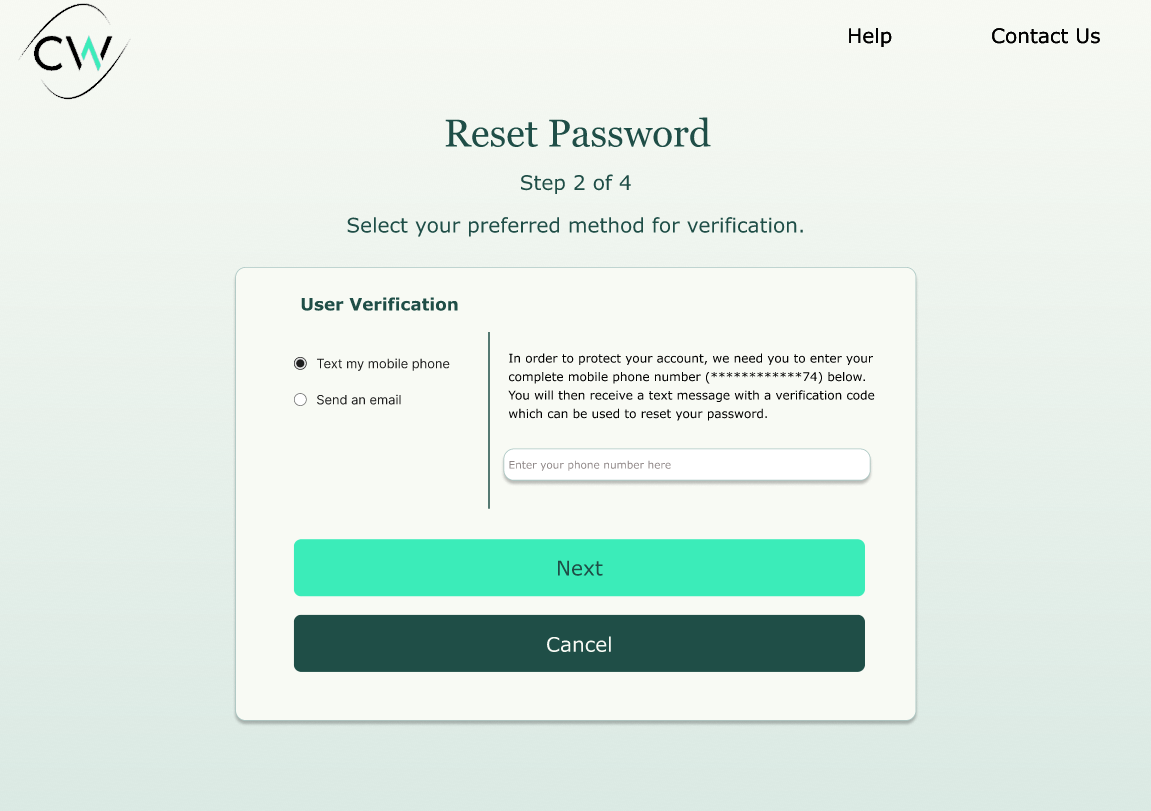 CW
Help
Contact Us
Reset Password
Step 2 of 4
Select your preferred method for verification.
User Verification
Text my mobile phone
Send an email
In order to protect your account, we need you to enter your
complete mobile phone number (************74) below.
You will then receive a text message with a verification code
which can be used to reset your password.
Enter your phone number here
Next
Cancel